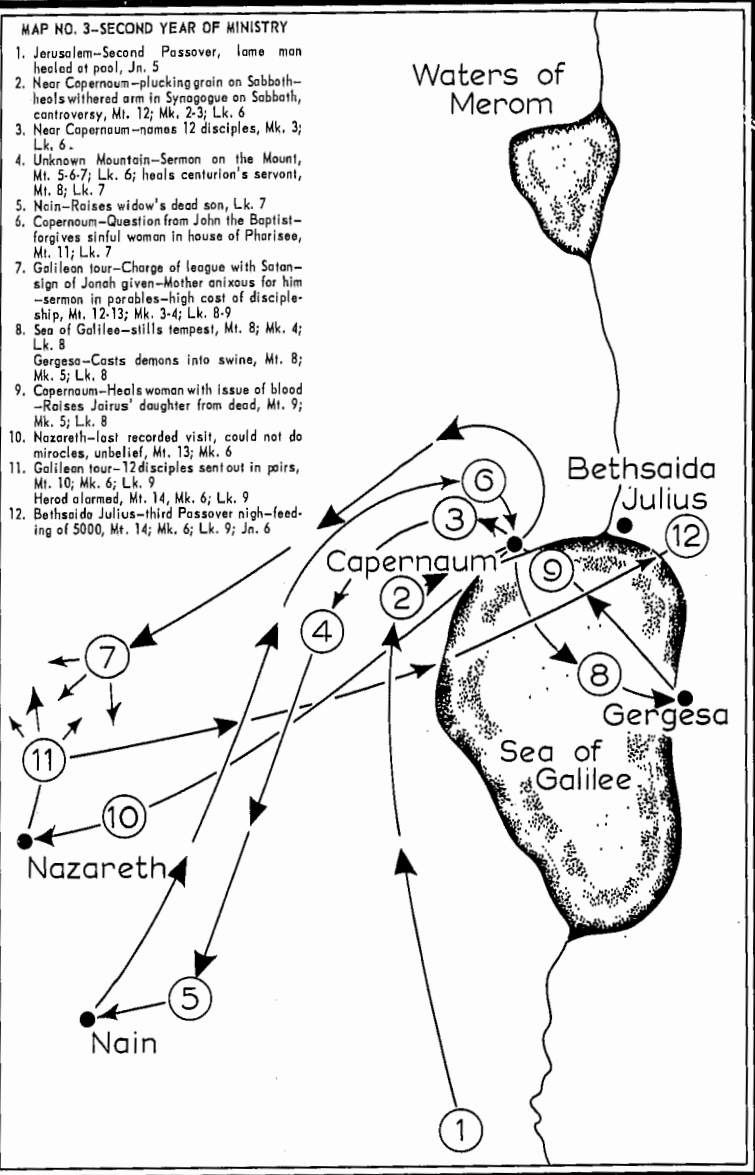 MAP NO. 3–SECOND YEAR OF MINISTRY
1. Jerusalem–Second Passover, lame man
healed at pool, Jn. 5
2. Near Capernaum–plucking grain on Sabbath–
heals withered arm in Synagogue on Sabbath,
controversy, Mt. 12; Mk. 2-3; Lk. 6
3. Near Capernaum–names 12 disciples, Mk. 3;
Lk. 6.
4. Unknown Mountain–Sermon on the Mount,
Mt. 5-6-7; Lk. 6; heals centurion's servant,
Mt. 8; Lk. 7
5. Nain–Raises widow's dead son, Lk. 7
6. Capernaum–Question from John the Baptist–
forgives sinful woman in house of Pharisee,
Mt. 11; Lk. 7
7. Galilean tour–Charge of league with Satan–
sign of Jonah given–Mother anixous for him
–sermon in parables–high cost of disciple-
ship, Mt. 12-13; Mk. 3-4; Lk. 8-9
8. Sea of Galilee–stills tempest, Mt. 8; Mk. 4;
Lk. 8
Gergesa–Casts demons into swine, Mt. 8;
Mk. 5; Lk. 8
9. Capernaum–Heals woman with issue of blood
–Raises Jairus' daughter from dead, Mt. 9;
Mk. 5; Lk. 8
10. Nazareth–last recorded visit, could not do
miracles, unbelief, Mt. 13; Mk. 6
11. Galilean tour–12 disciples sent out in pairs,
Mt. 10; Mk. 6; Lk. 9
Herod alarmed, Mt. 14, Mk. 6; Lk. 9
12. Bethsaida Julius–third Passover nigh–feed-
ing of 5000, Mt. 14; Mk. 6; Lk. 9; Jn. 6
Waters of
Merom
Bethsaida
Julius
6
3
12
Capernaum
9
2
4
7
8
Gergesa
11
Sea of
Galilee
10
Nazareth
5
Nain
1